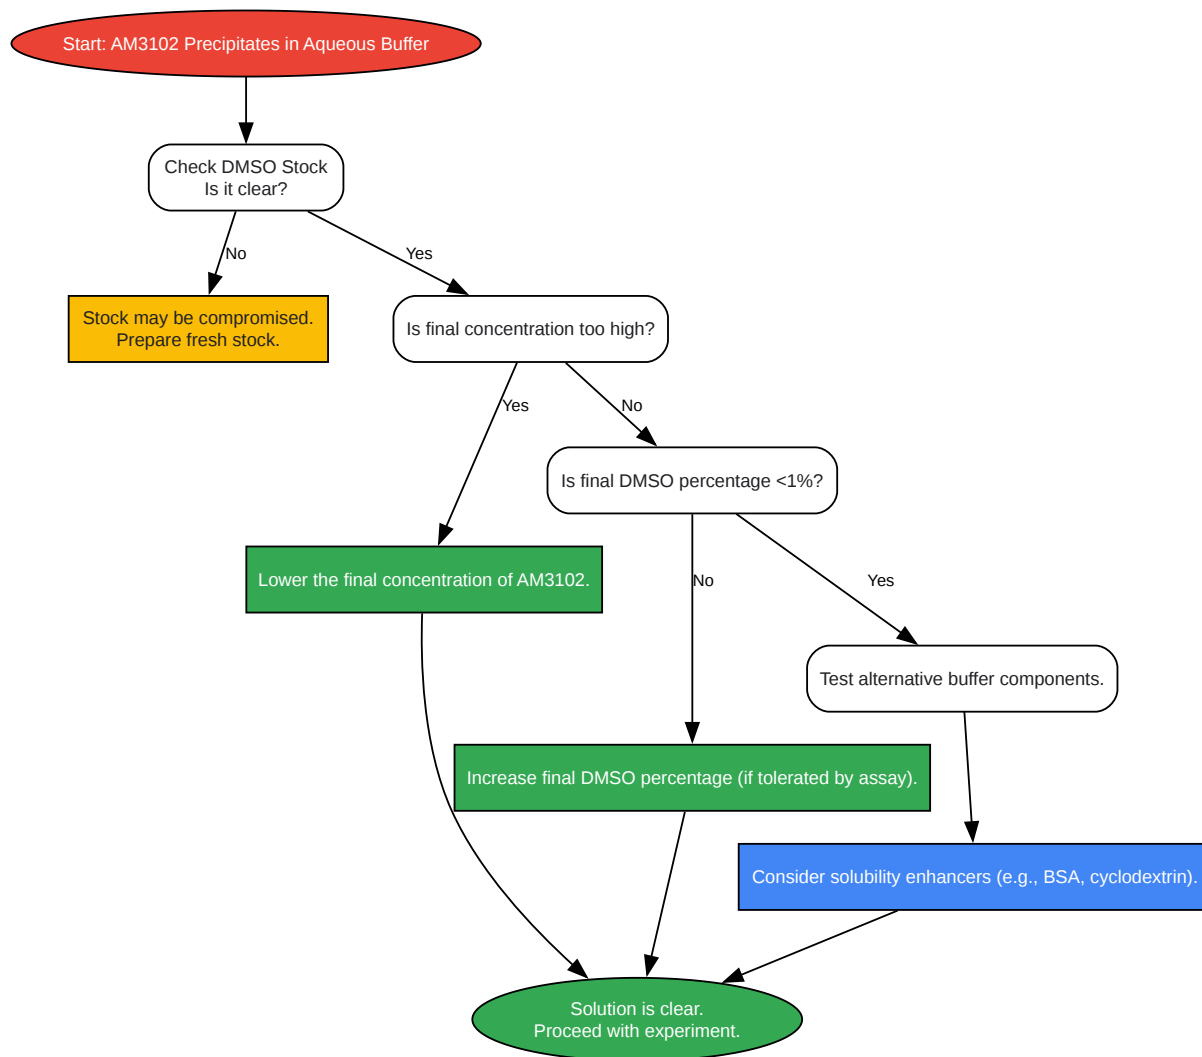 Start: AM3102 Precipitates in Aqueous Buffer
Check DMSO Stock
Is it clear?
No
Yes
Stock may be compromised.
Prepare fresh stock.
Is final concentration too high?
Yes
No
Is final DMSO percentage <1%?
Lower the final concentration of AM3102.
No
Yes
Test alternative buffer components.
Increase final DMSO percentage (if tolerated by assay).
Consider solubility enhancers (e.g., BSA, cyclodextrin).
Solution is clear.
Proceed with experiment.